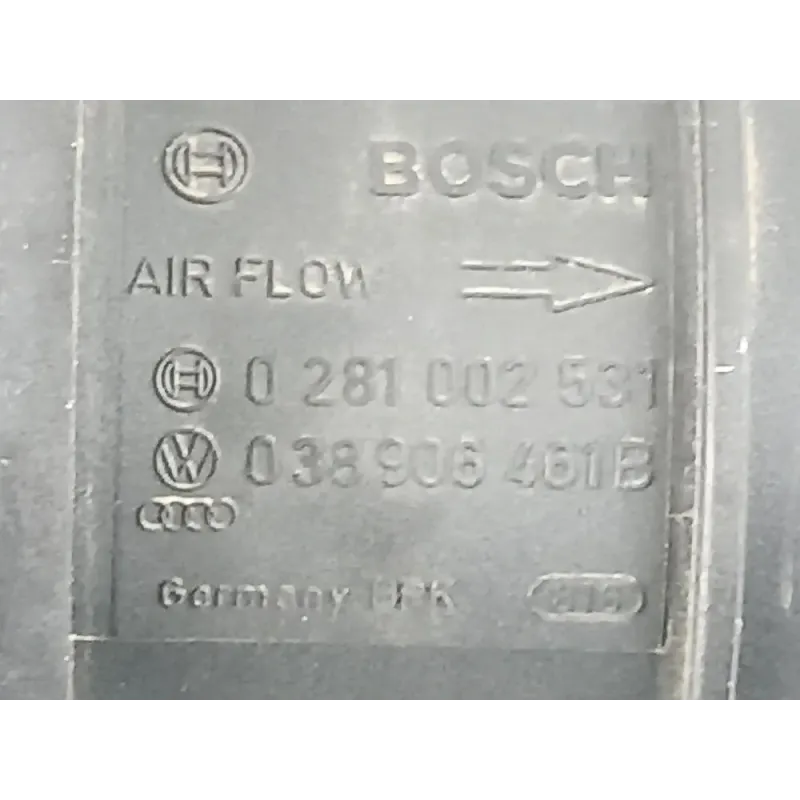 BOSCH
AIR FLOW
0 281 002 531
038 906 461B
Germany